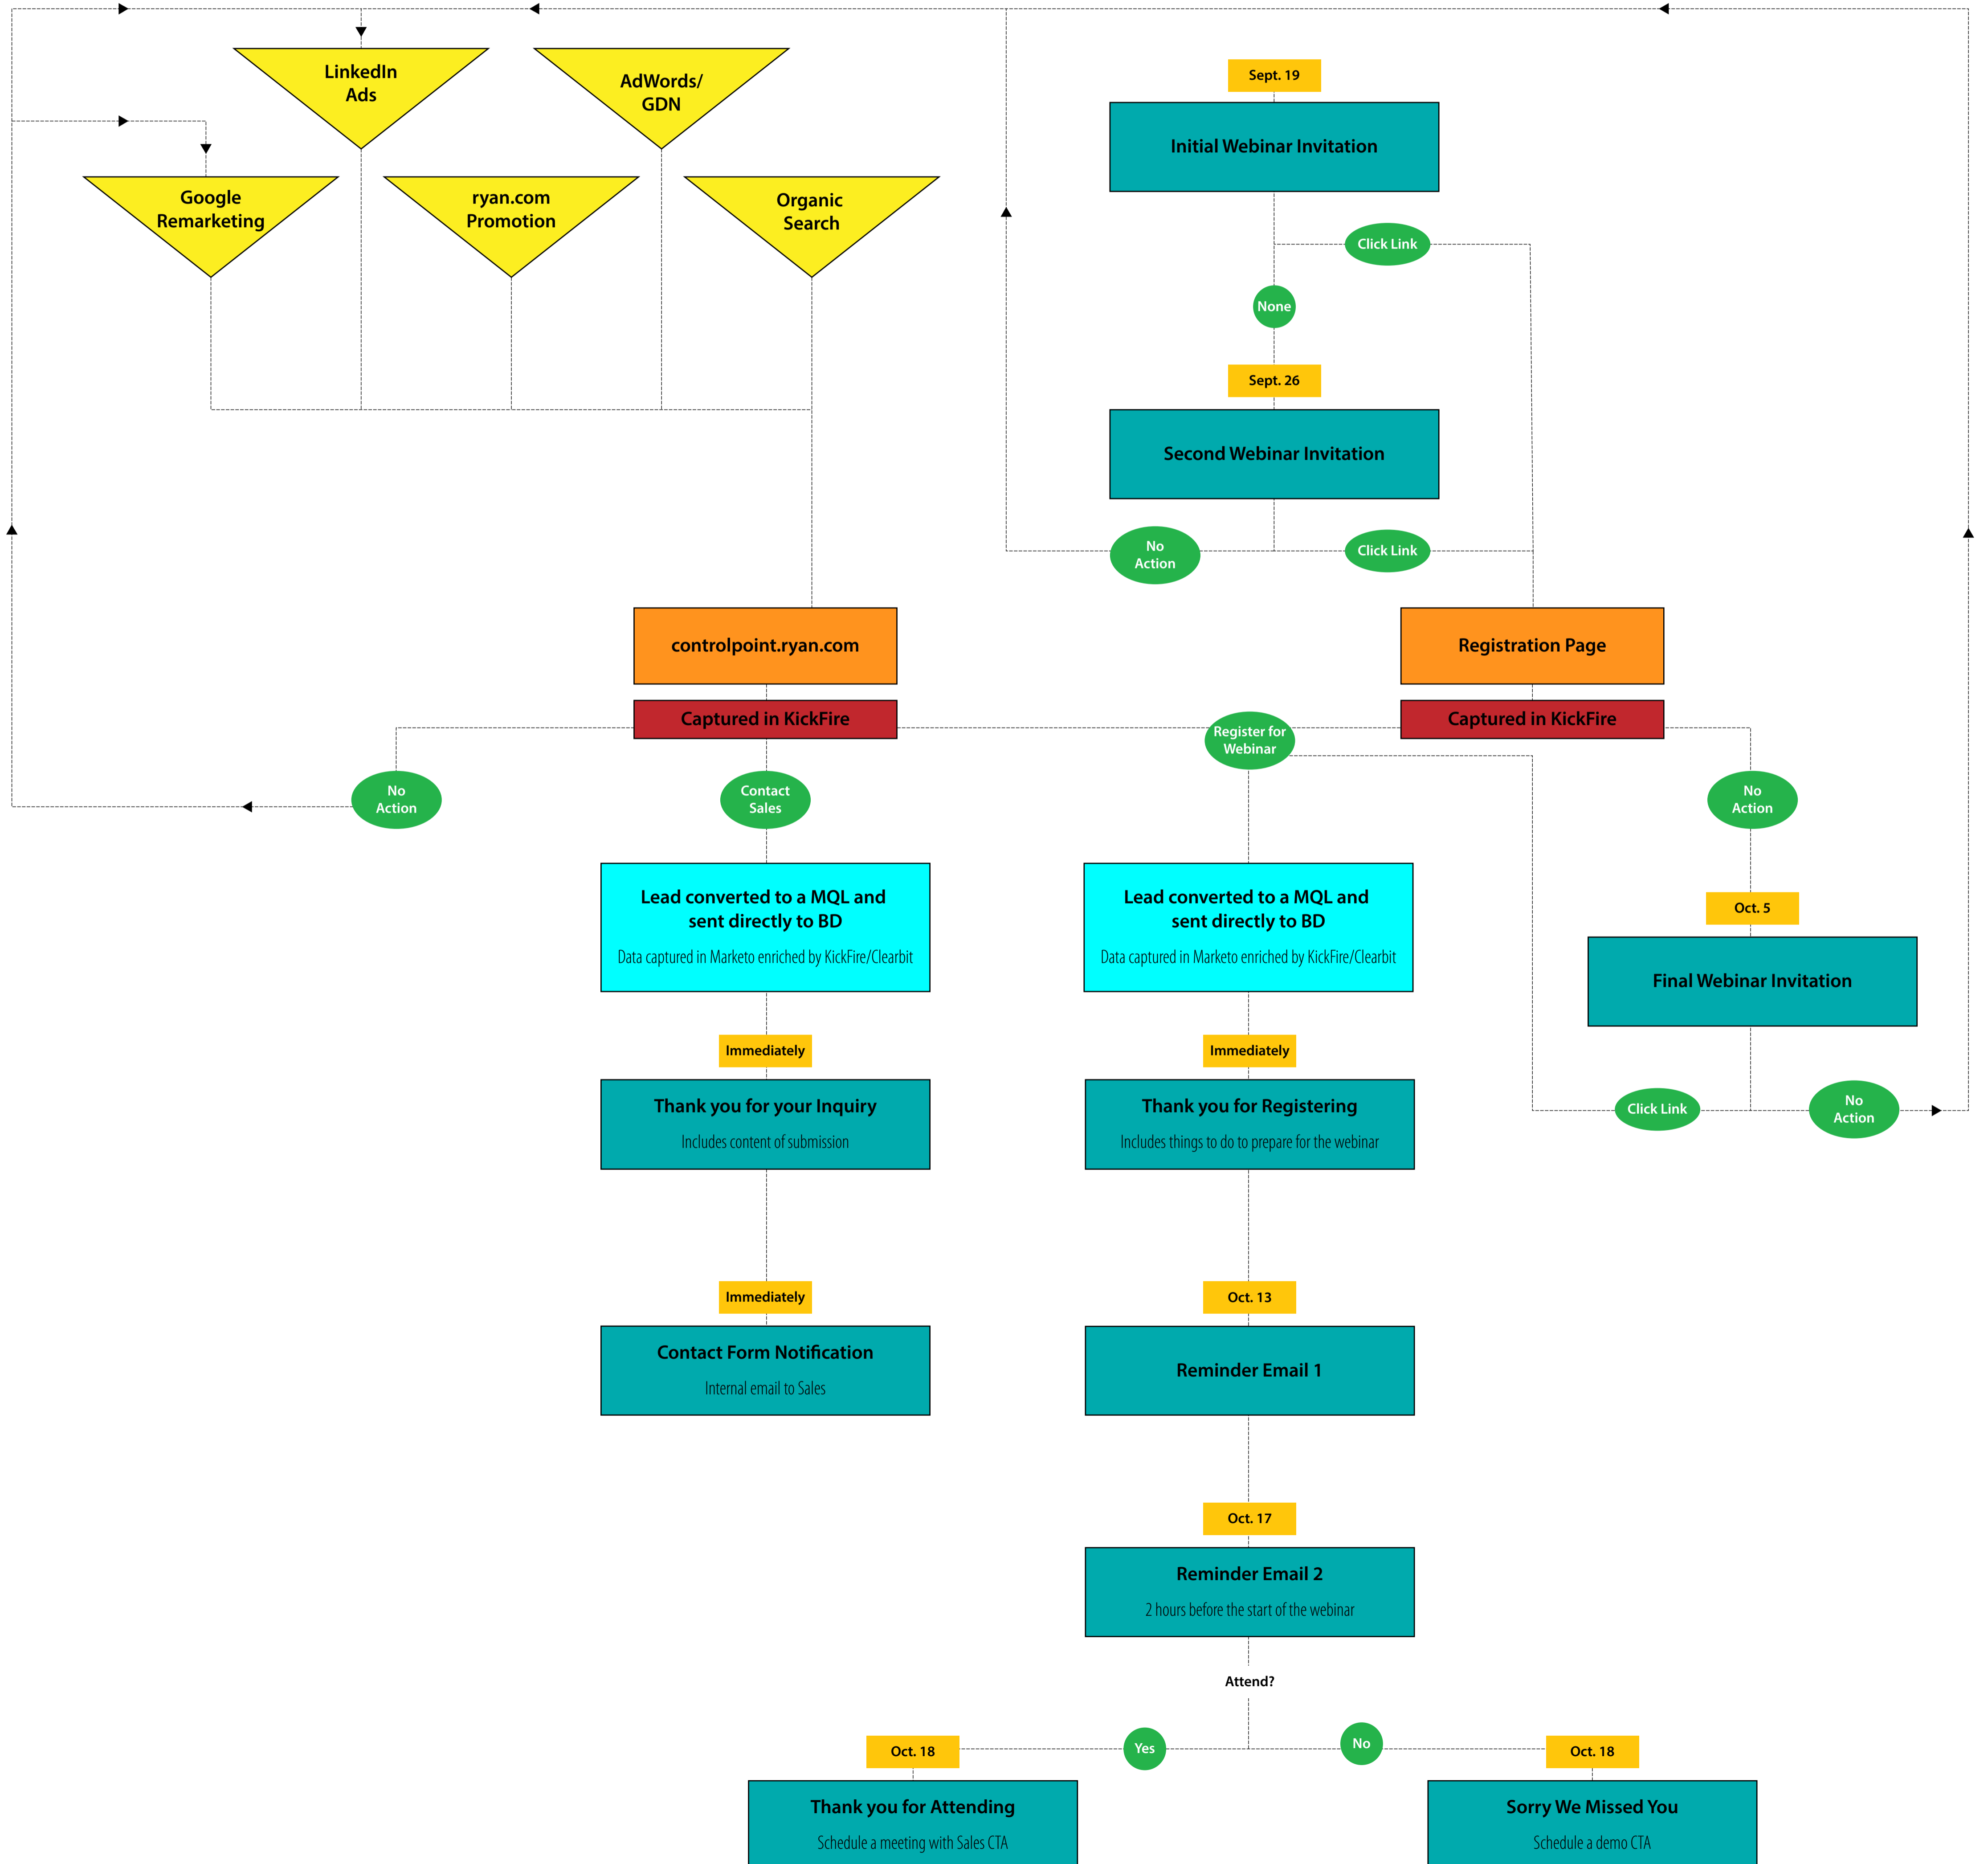 LinkedIn
Ads
AdWords/
GDN
Sept. 19
Initial Webinar Invitation
Google
Remarketing
ryan.com
Promotion
Organic
Search
Click Link
None
Sept. 26
Second Webinar Invitation
No
Action
Click Link
controlpoint.ryan.com
Registration Page
Captured in KickFire
Captured in KickFire
Register for
Webinar
No
Action
Contact
Sales
No
Action
Lead converted to a MQL and
sent directly to BD
Data captured in Marketo enriched by KickFire/Clearbit
Lead converted to a MQL and
sent directly to BD
Data captured in Marketo enriched by KickFire/Clearbit
Oct. 5
Final Webinar Invitation
Immediately
Immediately
Thank you for your Inquiry
Includes content of submission
Thank you for Registering
Includes things to do to prepare for the webinar
Click Link
No
Action
Immediately
Oct. 13
Contact Form Notification
Internal email to Sales
Reminder Email 1
Oct. 17
Reminder Email 2
2 hours before the start of the webinar
Attend?
Yes
No
Oct. 18
Oct. 18
Thank you for Attending
Schedule a meeting with Sales CTA
Sorry We Missed You
Schedule a demo CTA